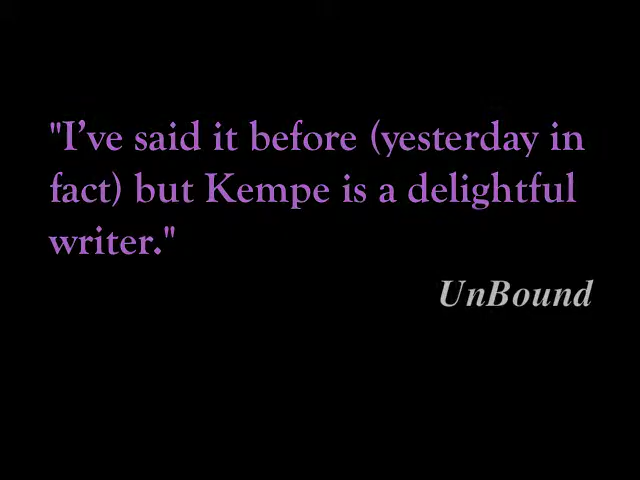 "I’ve said it before (yesterday in
fact) but Kempe is a delightful
writer."
UnBound